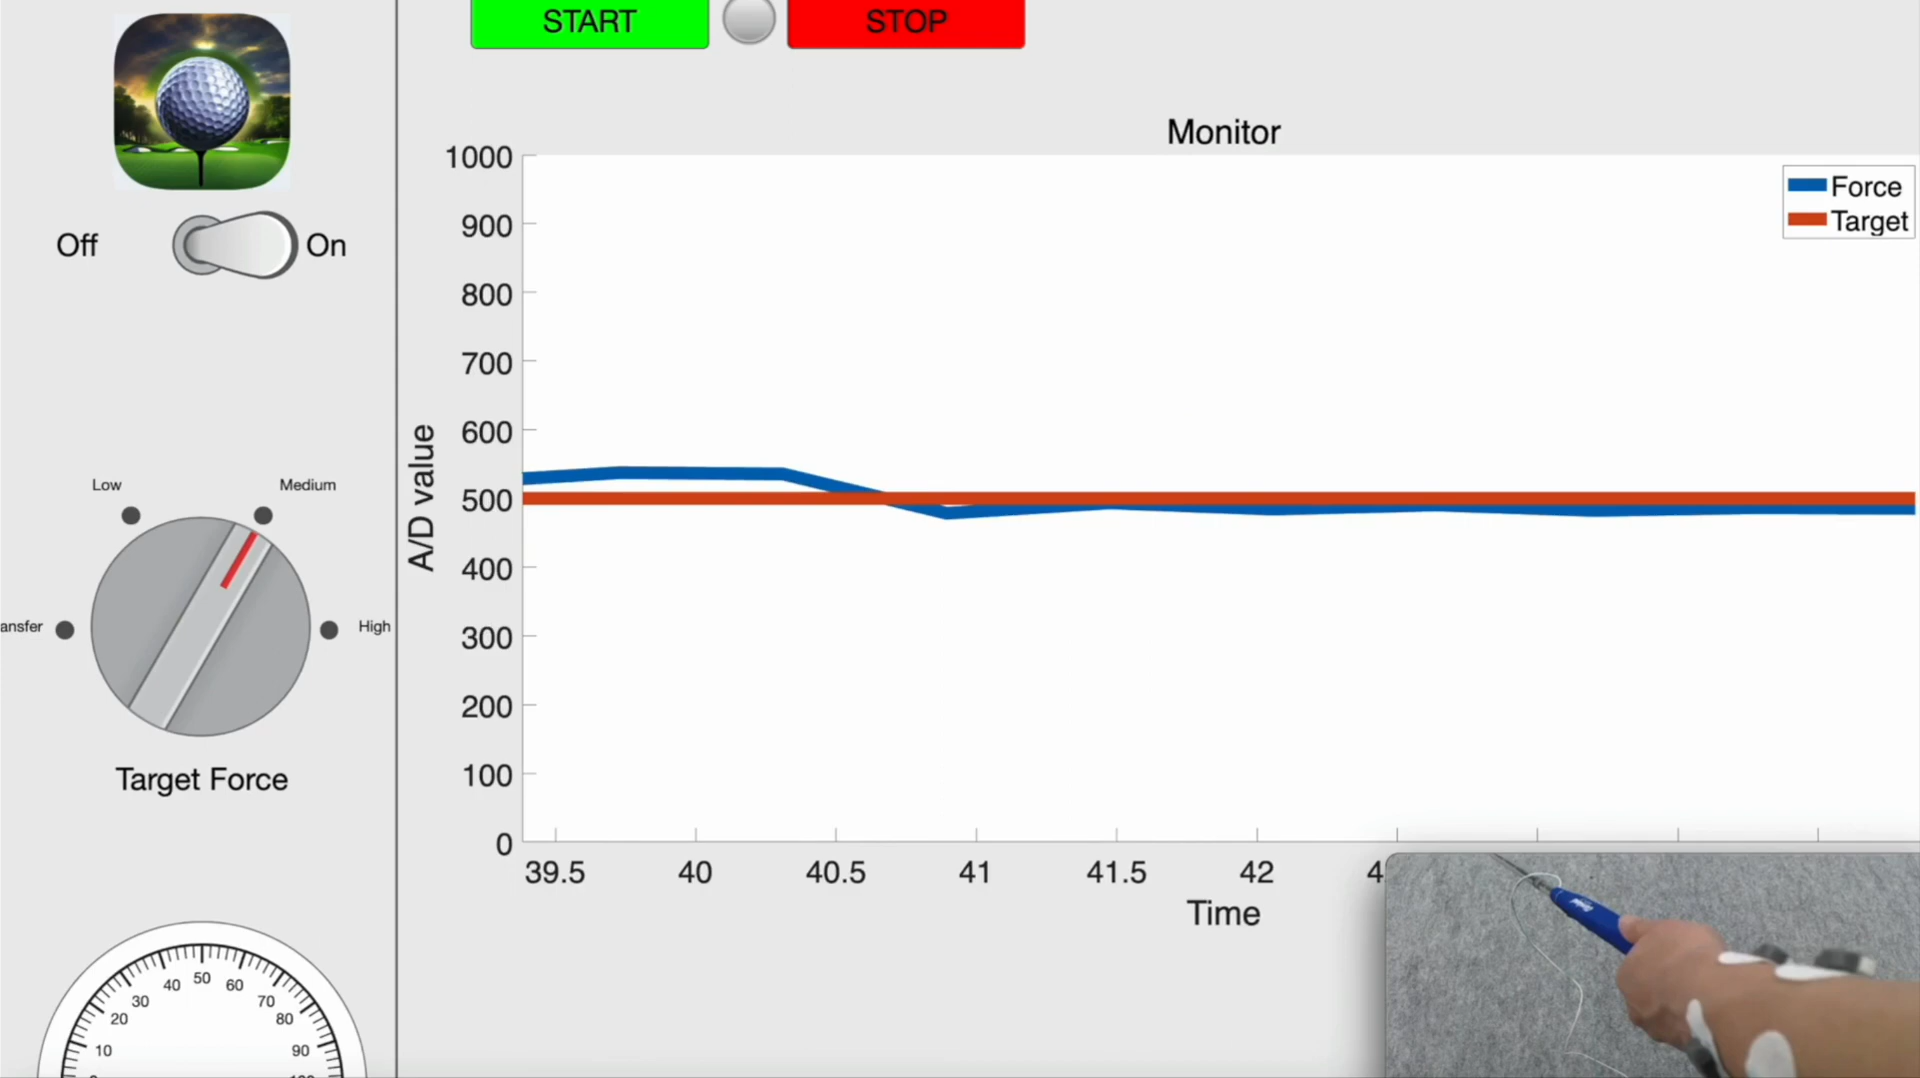 START
STOP
Monitor
1000
900
800
700
600
500
400
300
200
100
0
A/D value
39.5
40
40.5
41
41.5
42
4
Time
Force
Target
Off
On
Low
Medium
ansfer
High
Target Force
10
20
30
40
50
60
70
80
90